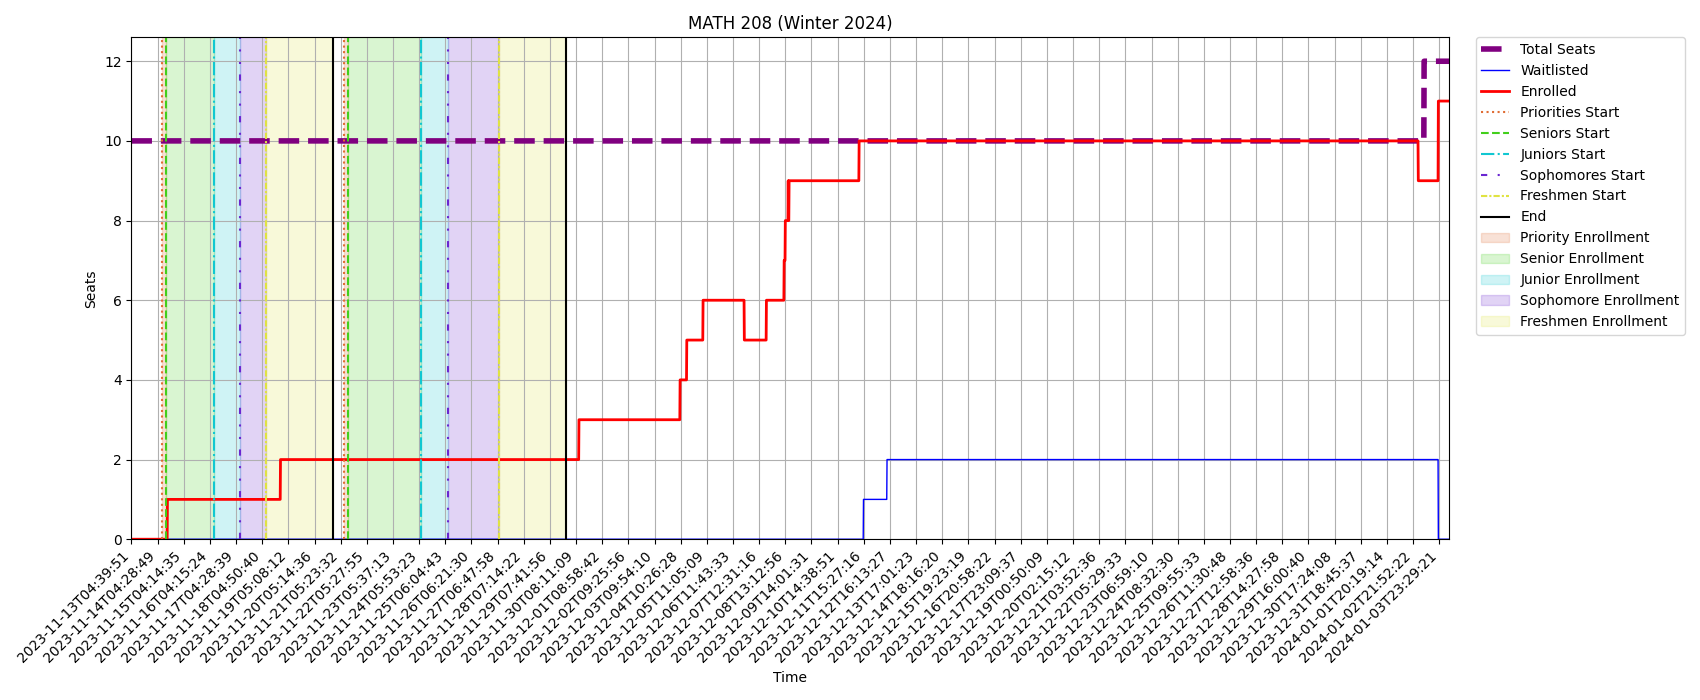 MATH 208 (Winter 2024)
Seats
12
10
8
6
4
2
0
2023-11-13T04:39:51
2023-11-14T04:28:49
2023-11-15T04:14:35
2023-11-16T04:15:24
2023-11-17T04:28:39
2023-11-18T04:50:40
2023-11-19T05:08:12
2023-11-20T05:14:36
2023-11-21T05:23:32
2023-11-22T05:27:55
2023-11-23T05:37:13
2023-11-24T05:53:23
2023-11-25T06:04:43
2023-11-26T06:21:30
2023-11-27T06:47:58
2023-11-28T07:14:22
2023-11-29T07:41:56
2023-11-30T08:11:09
2023-12-01T08:58:42
2023-12-02T09:25:56
2023-12-03T09:54:10
2023-12-04T10:26:28
2023-12-05T11:05:09
2023-12-06T11:43:33
2023-12-07T12:31:16
2023-12-08T13:12:56
2023-12-09T14:01:31
2023-12-10T14:38:51
2023-12-11T15:27:16
2023-12-12T16:13:27
2023-12-13T17:01:23
2023-12-14T18:16:20
2023-12-15T19:23:19
2023-12-16T20:58:22
2023-12-17T23:09:37
2023-12-19T00:50:09
2023-12-20T02:15:12
2023-12-21T03:52:36
2023-12-22T05:29:33
2023-12-23T06:59:10
2023-12-24T08:32:30
2023-12-25T09:55:33
2023-12-26T11:30:48
2023-12-27T12:58:36
2023-12-28T14:27:58
2023-12-29T16:00:40
2023-12-30T17:24:08
2023-12-31T18:45:37
2024-01-01T20:19:14
2024-01-02T21:52:22
2024-01-03T23:29:21
Time
Total Seats
Waitlisted
Enrolled
Priorities Start
Seniors Start
Juniors Start
Sophomores Start
Freshmen Start
End
Priority Enrollment
Senior Enrollment
Junior Enrollment
Sophomore Enrollment
Freshmen Enrollment